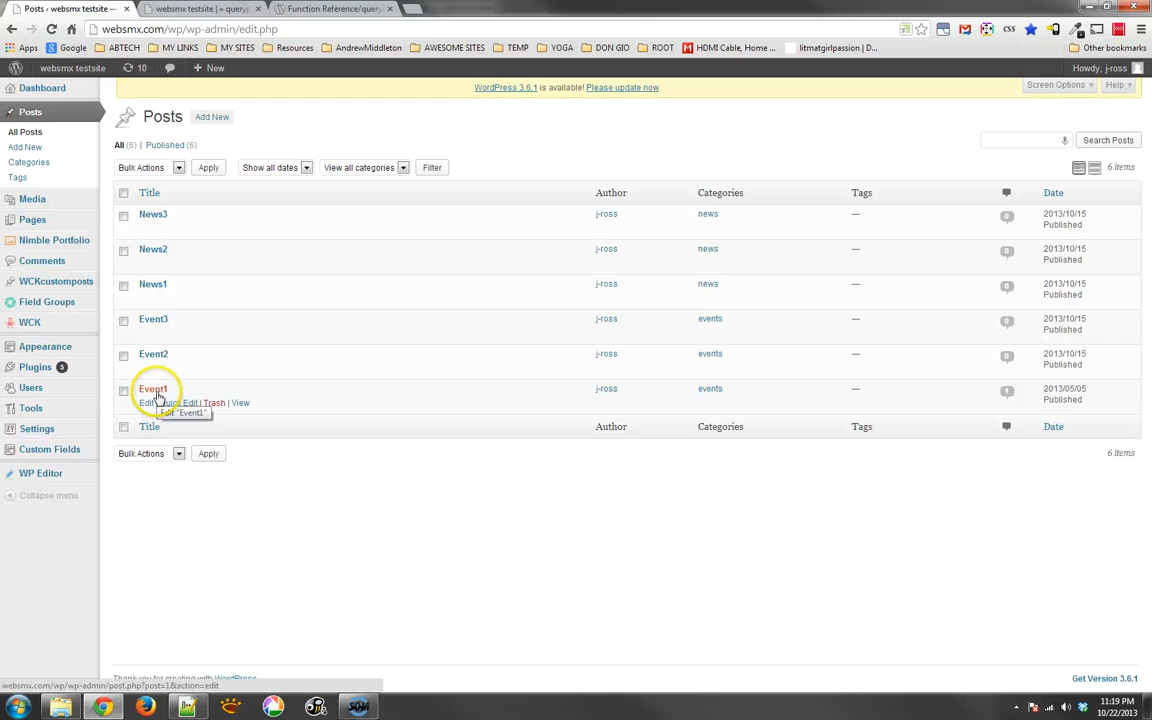 Posts ‹ websmx testsite —
websmx testsite | » queryp
Function Reference/query
websmx.com/wp/wp-admin/edit.php
Apps
Google
ABTECH
MY LINKS
MY SITES
Resources
AndrewMiddleton
AWESOME SITES
TEMP
YOGA
DON GIO
ROOT
HDMI Cable, Home ...
litmatgirlpassion | D...
Other bookmarks
websmx testsite
10
+ New
Howdy, j-ross
Dashboard
Posts
All Posts
Add New
Categories
Tags
Media
Pages
Nimble Portfolio
Comments
WCKcustomposts
Field Groups
WCK
Appearance
Plugins 5
Users
Tools
Settings
Custom Fields
WP Editor
Collapse menu
WordPress 3.6.1 is available! Please update now.
Screen Options
Help
Posts Add New
All (6) | Published (6)
Search Posts
Bulk Actions Apply Show all dates View all categories Filter
6 items
Title Author Categories Tags Date
News3 j-ross news — 0 2013/10/15
Published
News2 j-ross news — 0 2013/10/15
Published
News1 j-ross news — 0 2013/10/15
Published
Event3 j-ross events — 0 2013/10/15
Published
Event2 j-ross events — 0 2013/10/15
Published
Event1 j-ross events — 1 2013/05/05
Published
Edit | Quick Edit | Trash | View
Edit "Event1"
Title Author Categories Tags Date
Bulk Actions Apply
6 items
Thank you for creating with WordPress.
Get Version 3.6.1
websmx.com/wp/wp-admin/post.php?post=1&action=edit
11:19 PM
10/22/2013